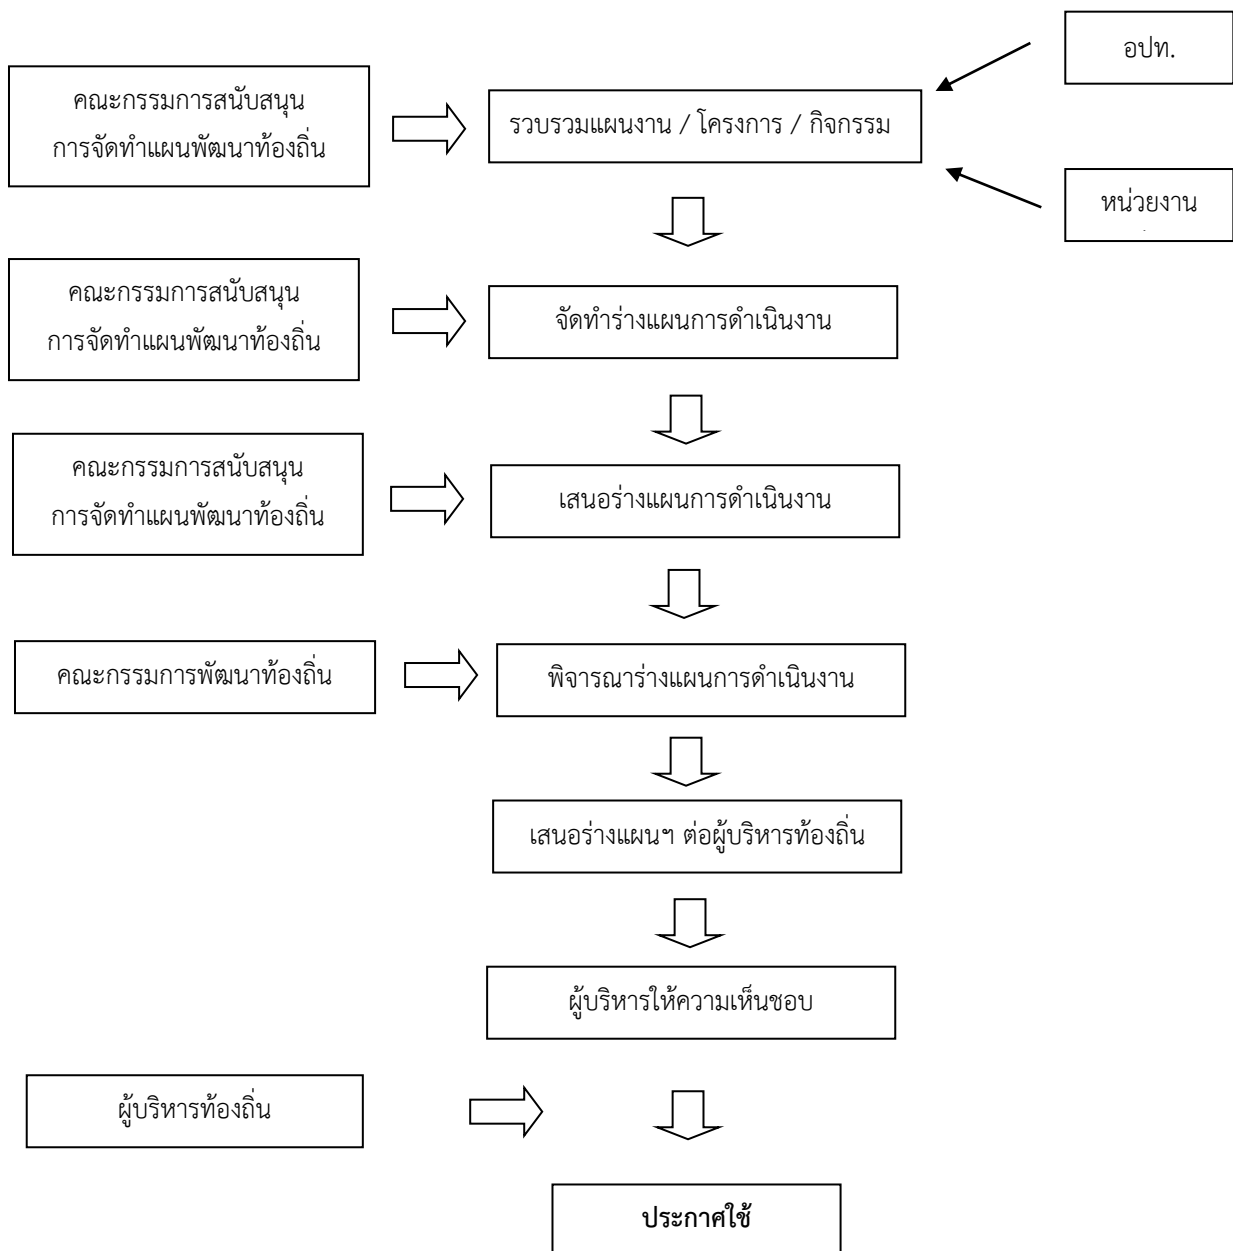 อปท.
คณะกรรมการสนับสนุน
การจัดทำแผนพัฒนาท้องถิ่น
รวบรวมแผนงาน / โครงการ / กิจกรรม
หน่วยงาน
คณะกรรมการสนับสนุน
การจัดทำแผนพัฒนาท้องถิ่น
จัดทำร่างแผนการดำเนินงาน
คณะกรรมการสนับสนุน
การจัดทำแผนพัฒนาท้องถิ่น
เสนอร่างแผนการดำเนินงาน
คณะกรรมการพัฒนาท้องถิ่น
พิจารณาร่างแผนการดำเนินงาน
เสนอร่างแผนฯ ต่อผู้บริหารท้องถิ่น
ผู้บริหารให้ความเห็นชอบ
ผู้บริหารท้องถิ่น
ประกาศใช้